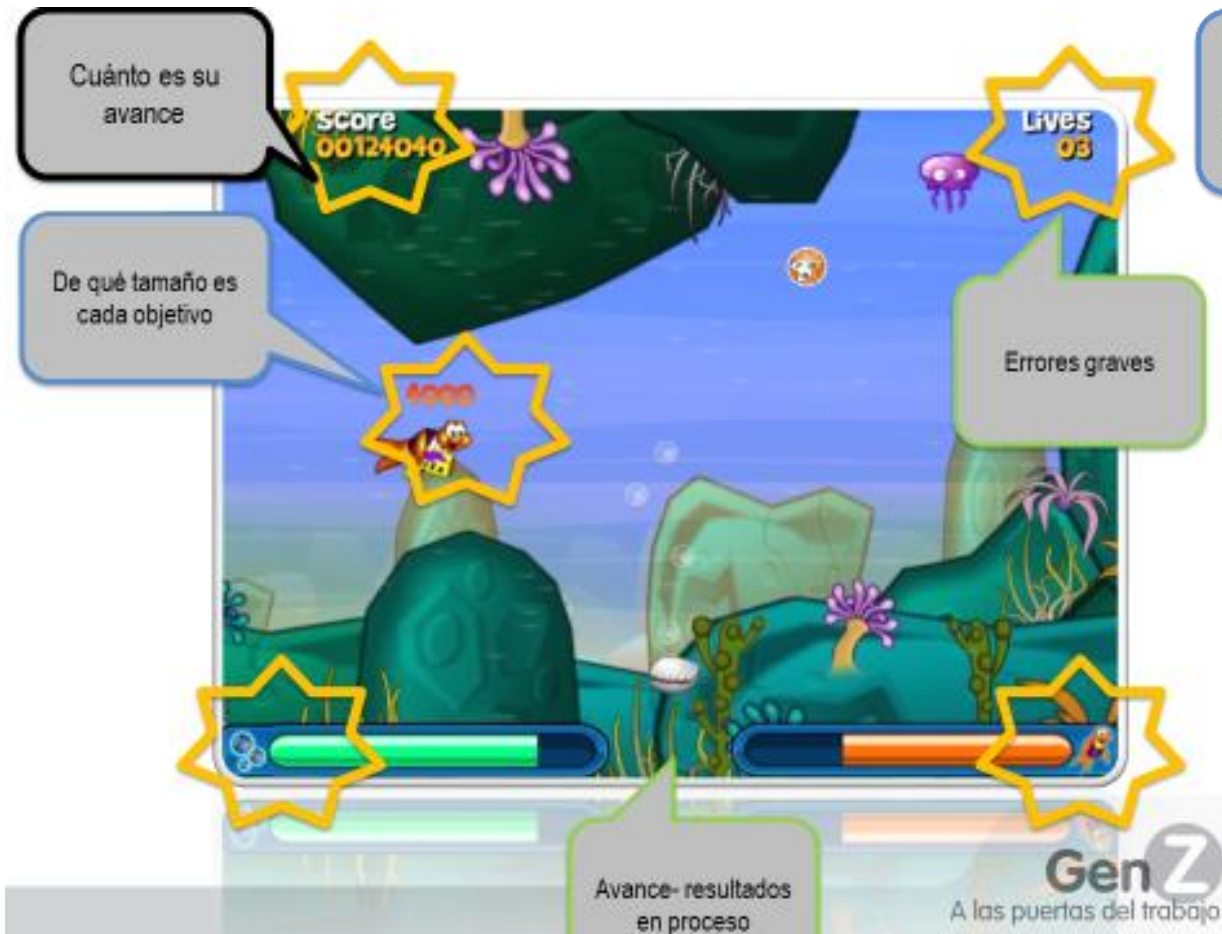 Cuánto es su
avance
Score
00124040
Lives
03
De qué tamaño es
cada objetivo
4000
Errores graves
Avance- resultados
en proceso
GenZ
A las puertas del trabajo